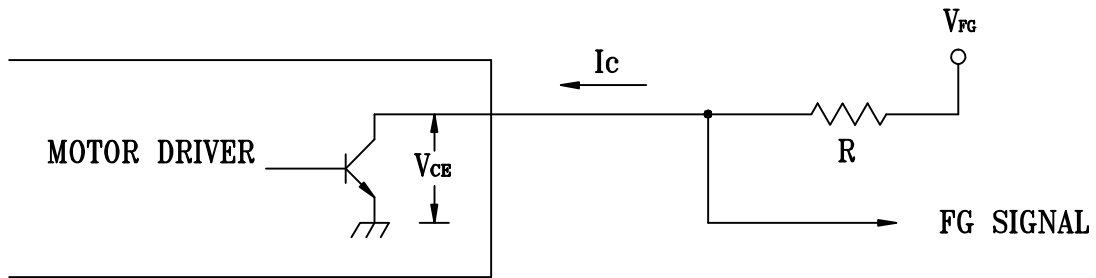 VFG
Ic
MOTOR DRIVER
VCE
R
FG SIGNAL